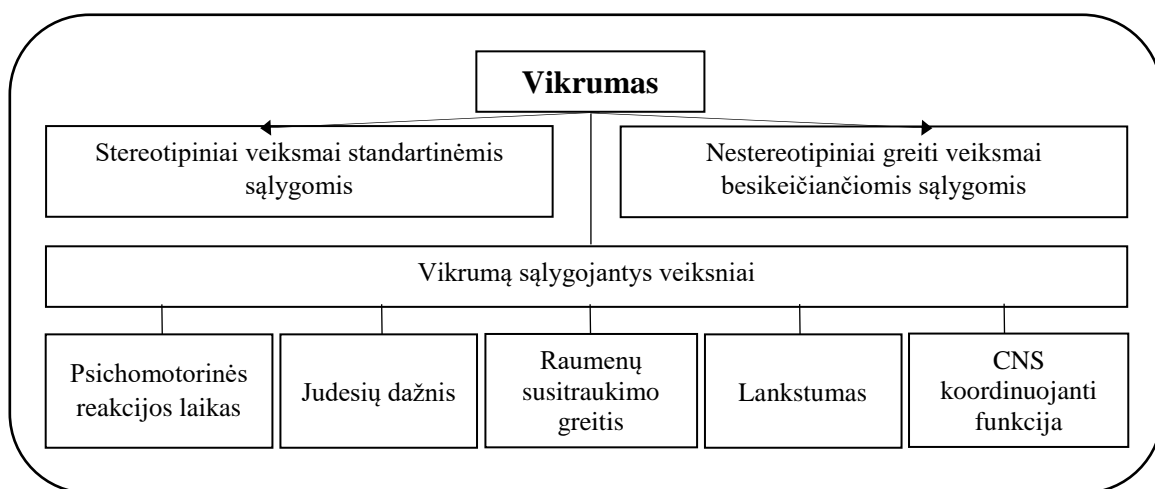 Vikrumas
Stereotipiniai veiksmai standartinėmis
sąlygomis
Nestereotipiniai greiti veiksmai
besikeičiančiomis sąlygomis
Vikrumą sąlygojantys veiksniai
Psichomotorinės
reakcijos laikas
Judesių dažnis
Raumenų
susitraukimo
greitis
Lankstumas
CNS
koordinuojanti
funkcija